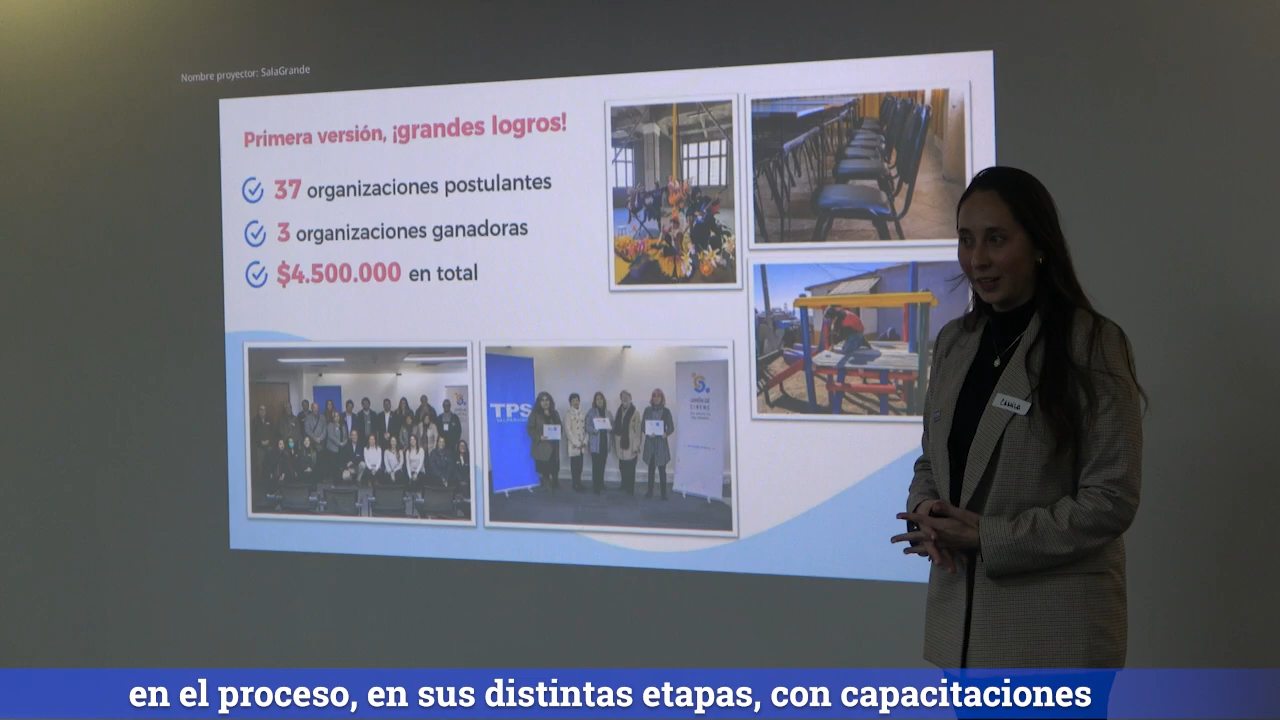 Nombre proyector: SalaGrande
Primera versión, ¡grandes logros!
37 organizaciones postulantes
3 organizaciones ganadoras
$4.500.000 en total
TPS
VALPARAÍSO
en el proceso, en sus distintas etapas, con capacitaciones